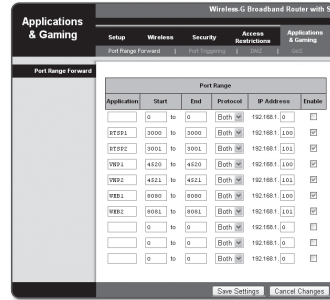 Wireless-G Broadband Router with S
Applications & Gaming
Setup Wireless Security Access Restrictions Applications & Gaming
Port Range Forward | Port Triggering | DMZ | QoS
Port Range Forward
Port Range
Application Start End Protocol IP Address Enable
0 to 0 Both 192.168.1. 0
RTSP1 3000 to 3000 Both 192.168.1. 100
RTSP2 3001 to 3001 Both 192.168.1. 101
VNP1 4520 to 4520 Both 192.168.1. 100
VNP2 4521 to 4521 Both 192.168.1. 101
WEB1 8080 to 8080 Both 192.168.1. 100
WEB2 8081 to 8081 Both 192.168.1. 101
0 to 0 Both 192.168.1. 0
0 to 0 Both 192.168.1. 0
0 to 0 Both 192.168.1. 0
Save Settings Cancel Changes